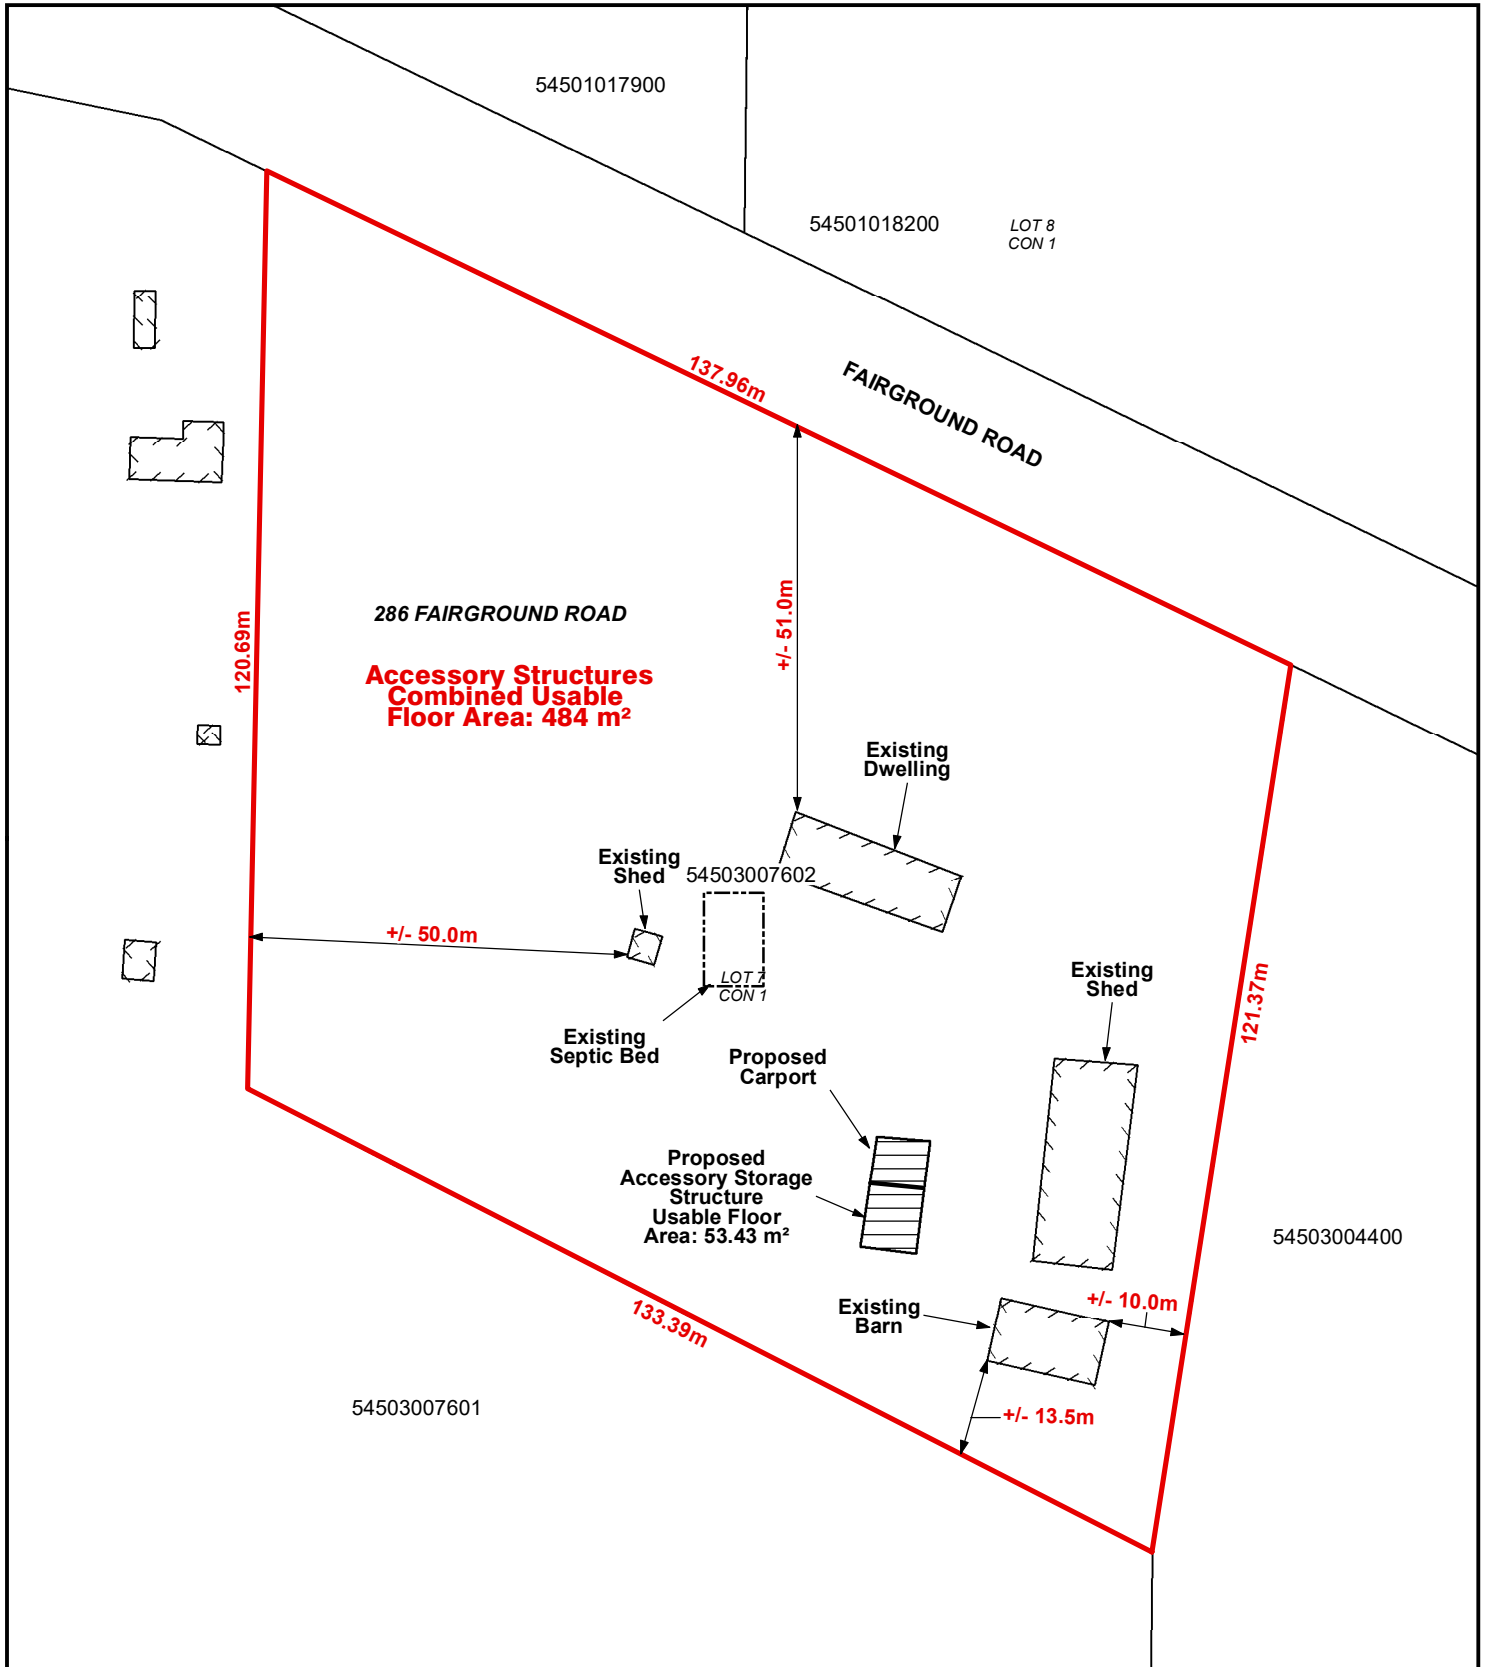 54501017900
54501018200
LOT 8
CON 1
137.96m
FAIRGROUND ROAD
286 FAIRGROUND ROAD
120.69m
+/- 51.0m
Accessory Structures
Combined Usable
Floor Area: 484 m²
Existing
Dwelling
Existing
Shed
54503007602
+/- 50.0m
LOT 7
CON 1
Existing
Septic Bed
Existing
Shed
121.37m
Proposed
Carport
Proposed
Accessory Storage
Structure
Usable Floor
Area: 53.43 m²
54503004400
Existing
Barn
+/- 10.0m
133.39m
+/- 13.5m
54503007601